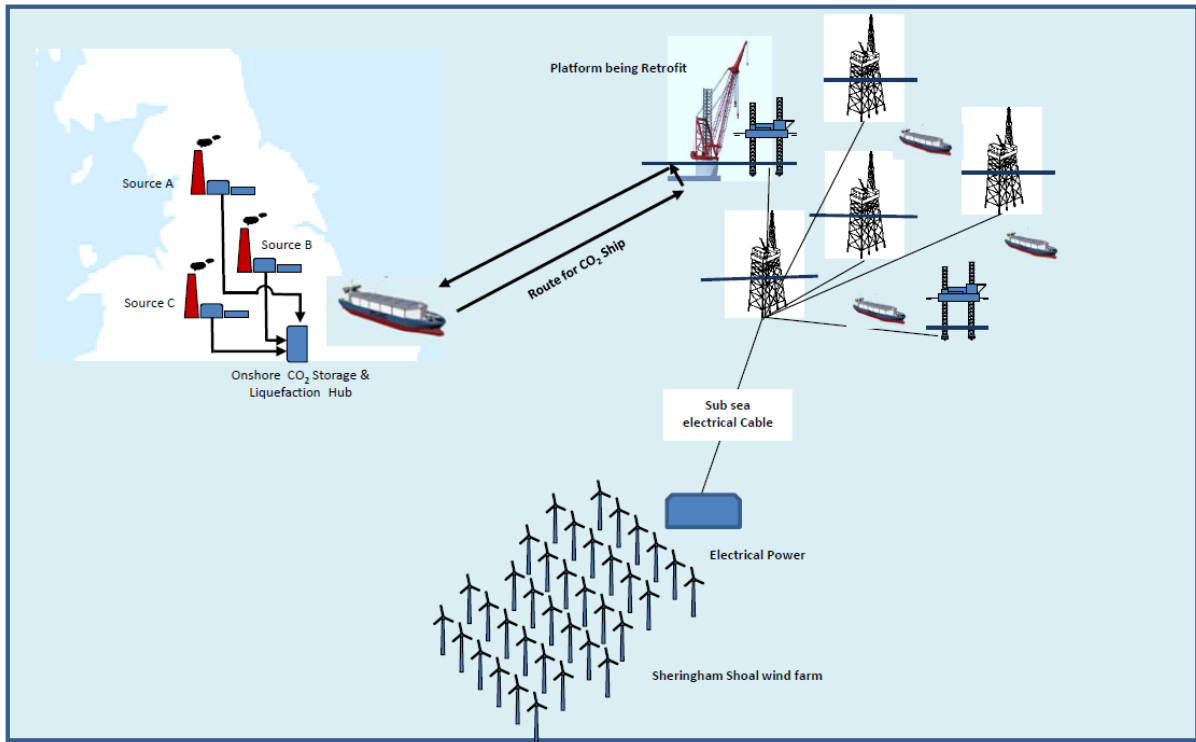 Platform being Retrofit
Source A
Source B
Source C
Route for CO₂ Ship
Onshore CO₂ Storage &
Liquefaction Hub
Sub sea
electrical Cable
Electrical Power
Sheringham Shoal wind farm